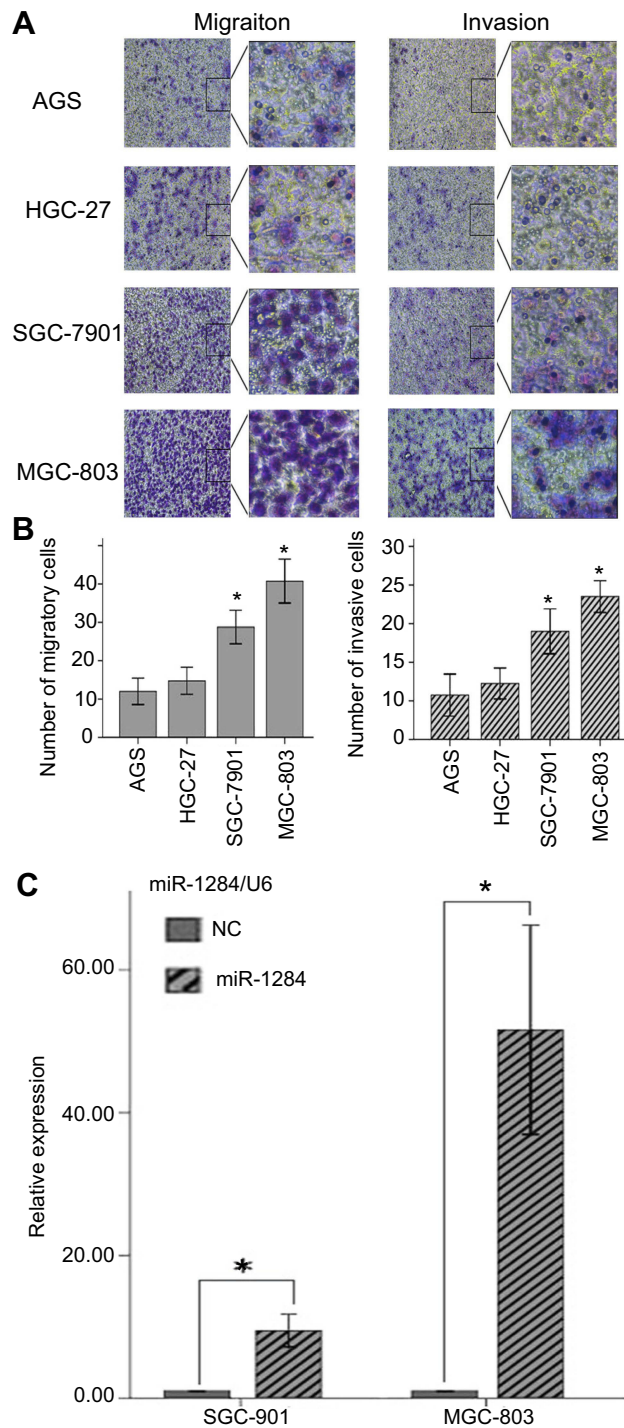 A
Migraiton Invasion
AGS
HGC-27
SGC-7901
MGC-803
B
Number of migratory cells
40
30
20
10
0
AGS
HGC-27
SGC-7901
MGC-803
*
*
Number of invasive cells
30
25
20
12
10
0
AGS
HGC-27
SGC-7901
MGC-803
*
*
C
miR-1284/U6
NC
miR-1284
Relative expression
60.00
40.00
20.00
0.00
*
*
SGC-901 MGC-803